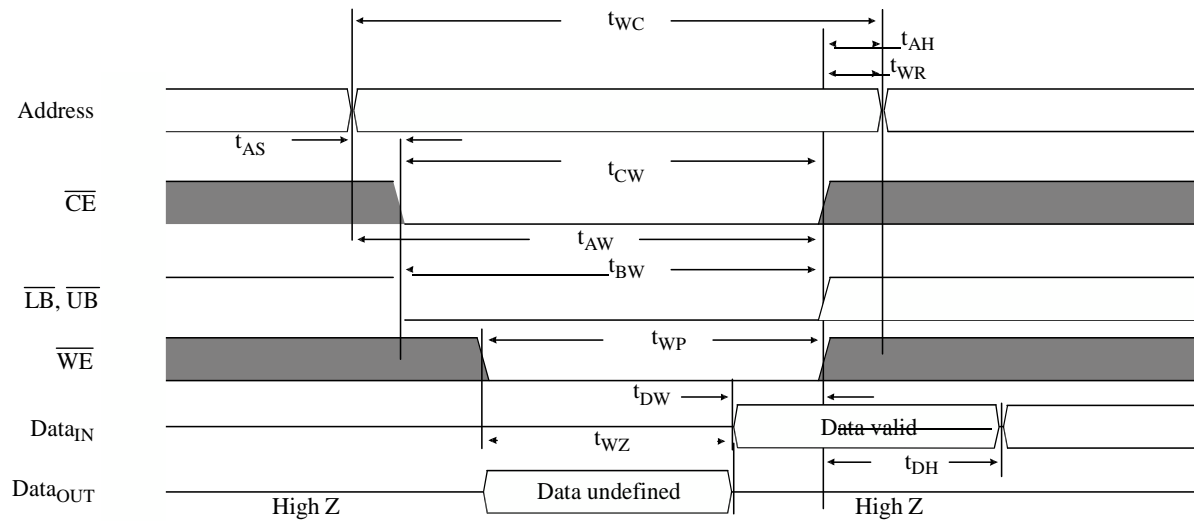 tWC
tAH
tWR
Address
tAS
tCW
CE
tAW
tBW
LB, UB
tWP
WE
tDW
DataIN
Data valid
tWZ
tDH
DataOUT
Data undefined
High Z
High Z